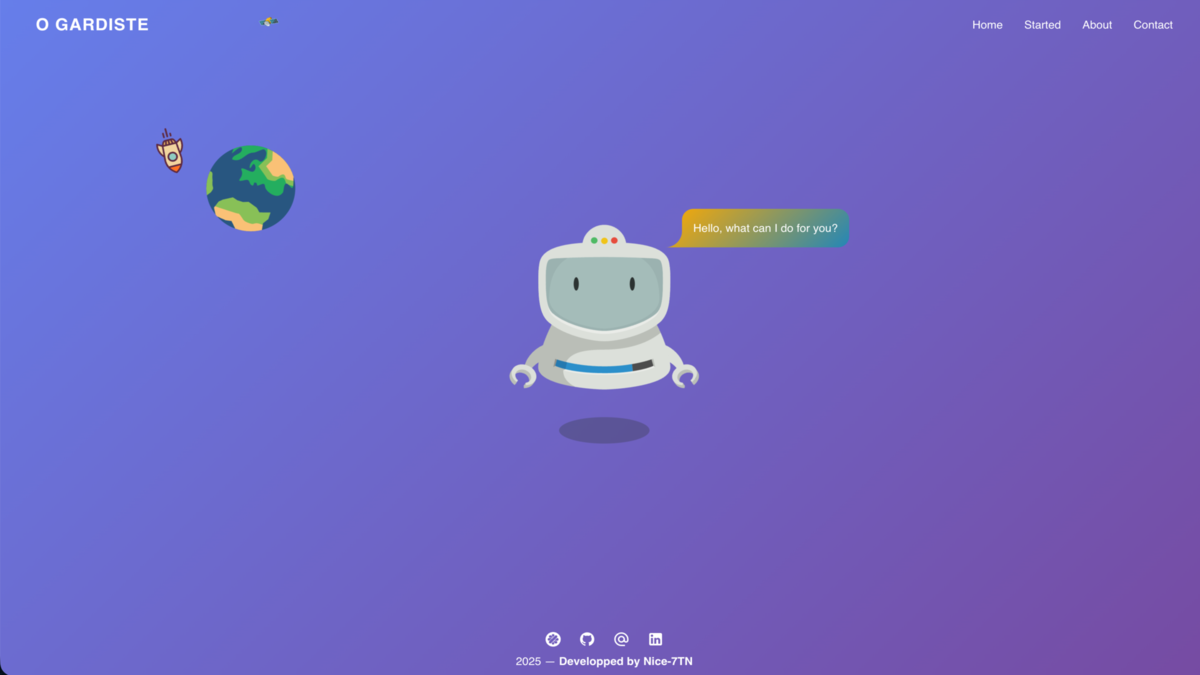 O GARDISTE
Home Started About Contact
Hello, what can I do for you?
2025 — Developped by Nice-7TN